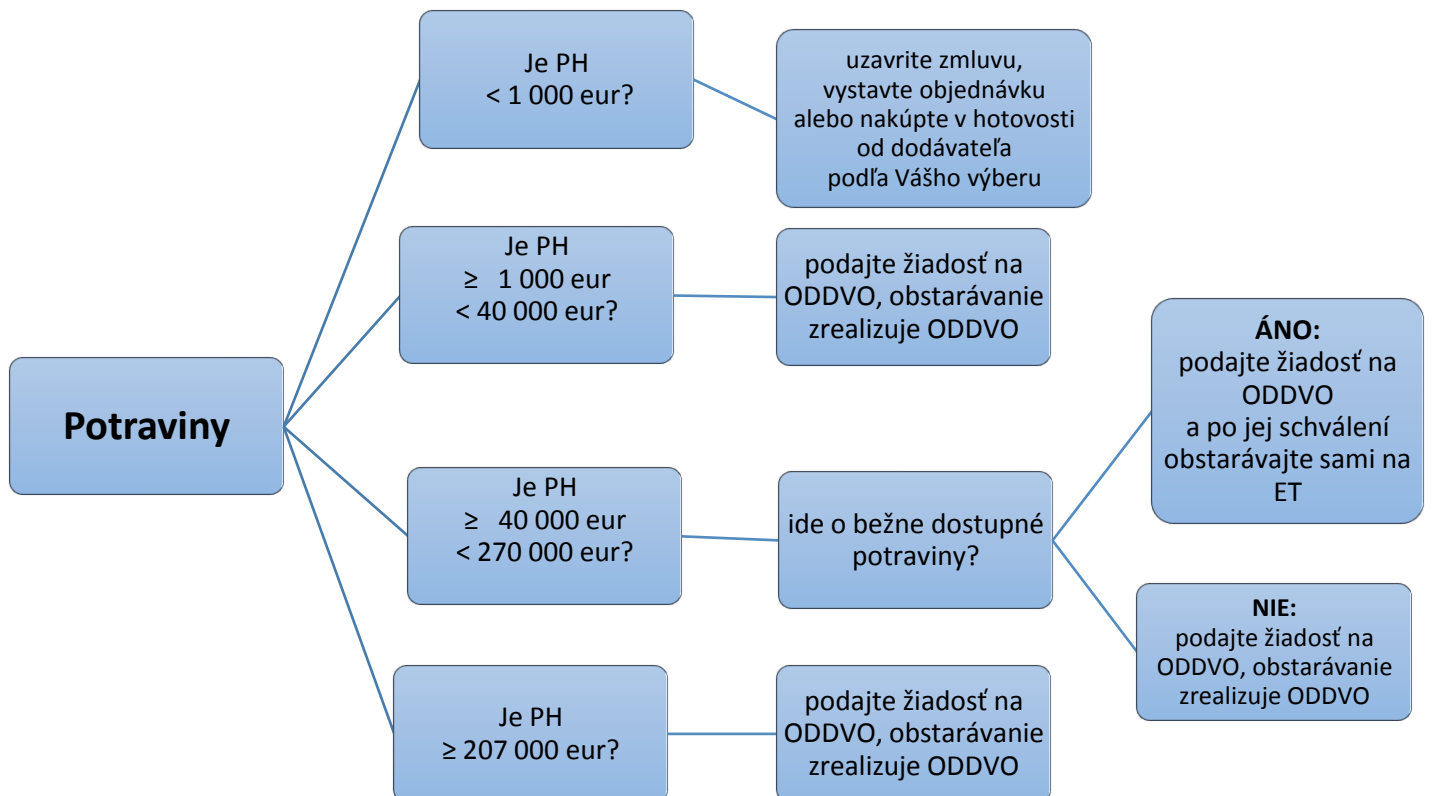 Potraviny
Je PH
< 1 000 eur?
uzavrite zmluvu,
vystavte objednávku
alebo nakúpte v hotovosti
od dodávateľa
podľa Vášho výberu
Je PH
≥ 1 000 eur
< 40 000 eur?
podajte žiadosť na
ODDVO, obstarávanie
zrealizuje ODDVO
Je PH
≥ 40 000 eur
< 270 000 eur?
ide o bežne dostupné
potraviny?
ÁNO:
podajte žiadosť na
ODDVO
a po jej schválení
obstarávajte sami na
ET
NIE:
podajte žiadosť na
ODDVO, obstarávanie
zrealizuje ODDVO
Je PH
≥ 207 000 eur?
podajte žiadosť na
ODDVO, obstarávanie
zrealizuje ODDVO